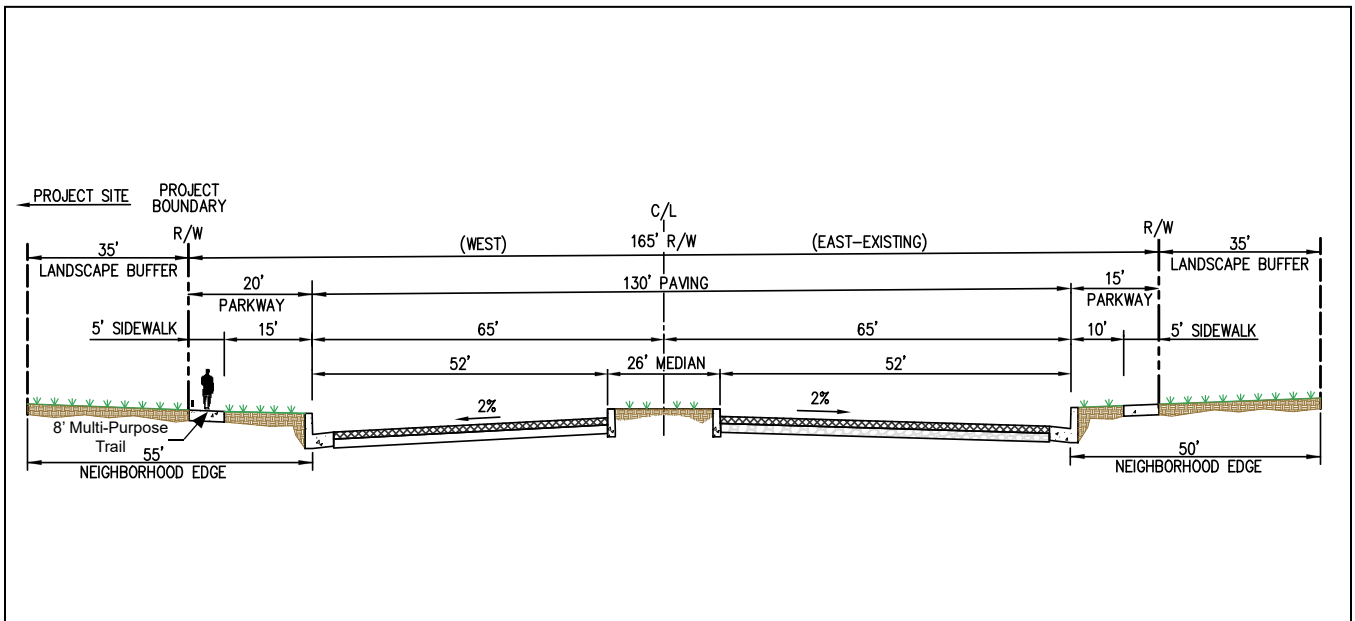 PROJECT SITE
PROJECT
BOUNDARY
R/W
C/L
R/W
(WEST)
165' R/W
(EAST-EXISTING)
35'
LANDSCAPE BUFFER
35'
LANDSCAPE BUFFER
20'
PARKWAY
130' PAVING
15'
PARKWAY
5' SIDEWALK
15'
65'
65'
10'
5' SIDEWALK
52'
26' MEDIAN
52'
2%
2%
8' Multi-Purpose
Trail
55'
NEIGHBORHOOD EDGE
50'
NEIGHBORHOOD EDGE